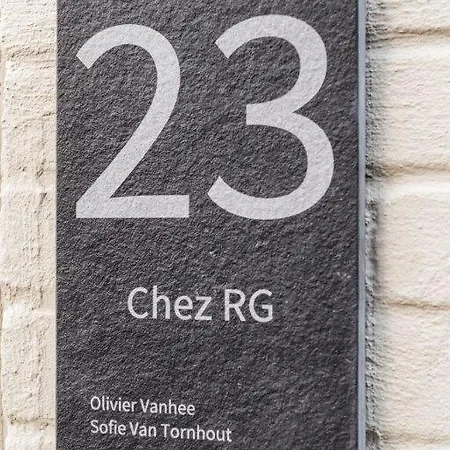 23
Chez RG
Olivier Vanhee
Sofie Van Tornhout